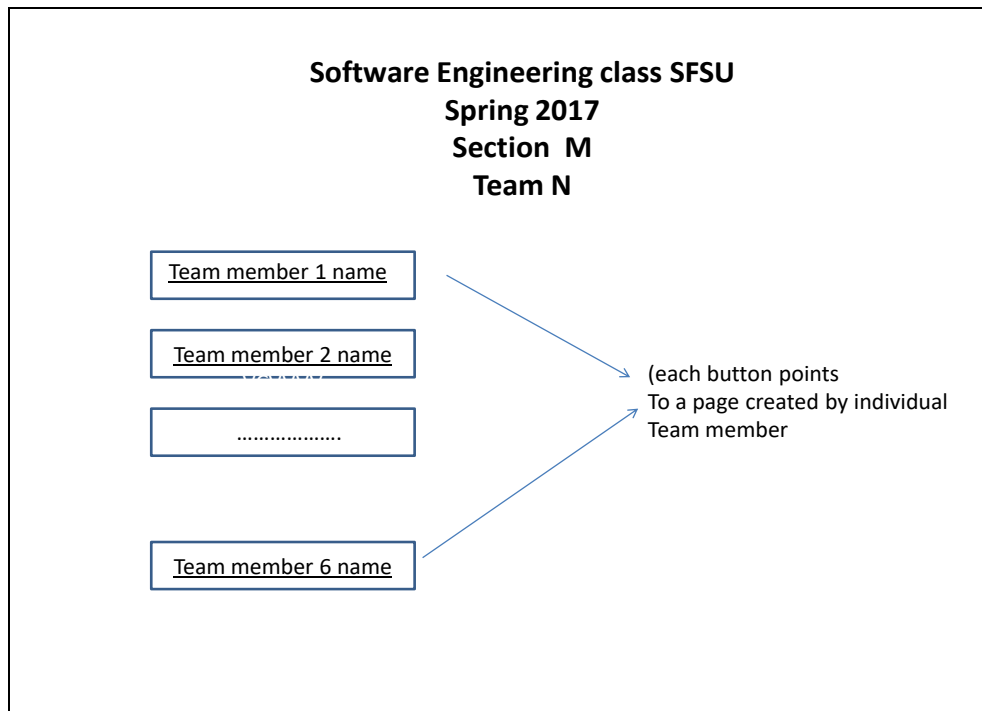 Software Engineering class SFSU
Spring 2017
Section M
Team N
Team member 1 name
Team member 2 name
……………….
Team member 6 name
(each button points
To a page created by individual
Team member